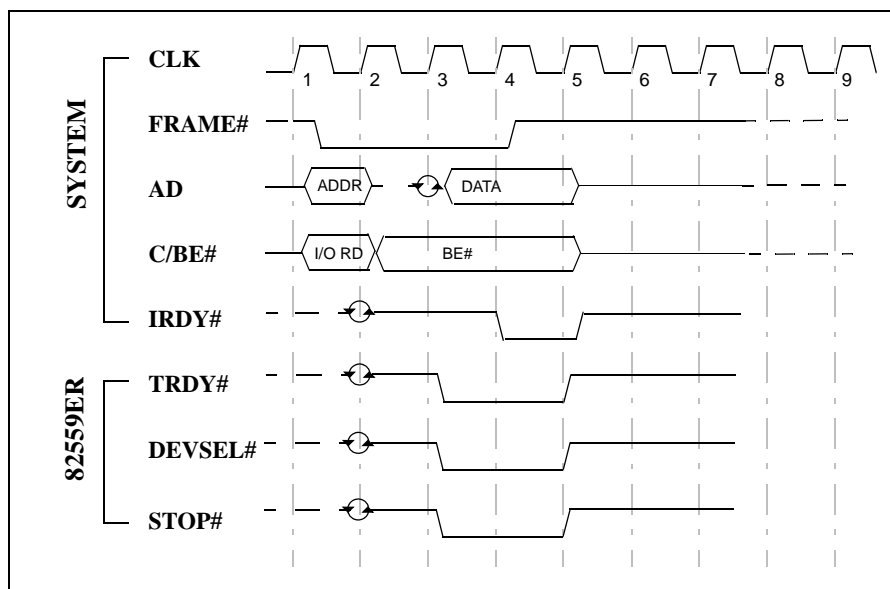 SYSTEM
CLK
1 2 3 4 5 6 7 8 9
FRAME#
AD
ADDR
DATA
C/BE#
I/O RD
BE#
IRDY#
82559ER
TRDY#
DEVSEL#
STOP#